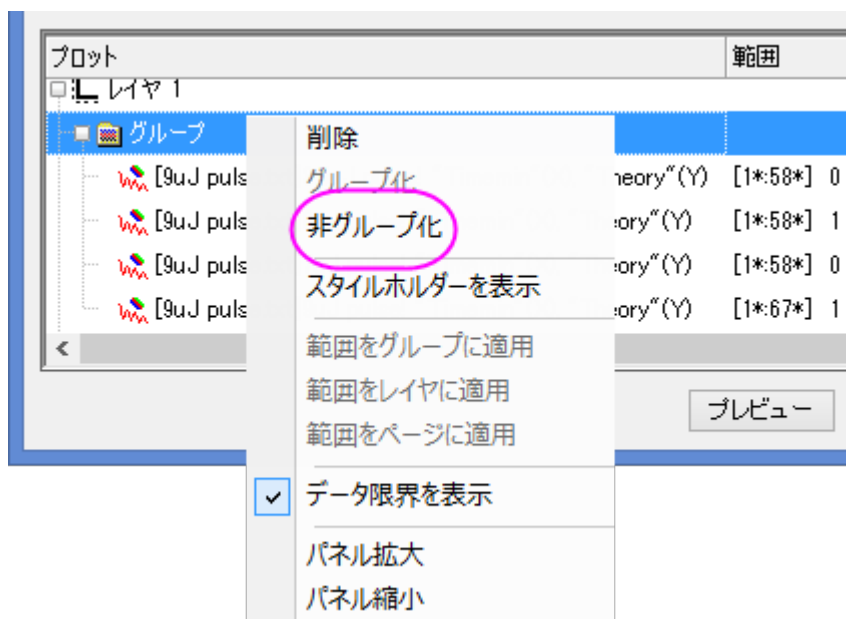 プロット 範囲
レイヤ 1
グループ
[9uJ puls heory"(Y) [1*:58*] 0
[9uJ puls eory"(Y) [1*:58*] 1
[9uJ puls eory"(Y) [1*:58*] 0
[9uJ puls eory"(Y) [1*:67*] 1
削除
グループ化
非グループ化
スタイルホルダーを表示
範囲をグループに適用
範囲をレイヤに適用
範囲をページに適用
データ限界を表示
パネル拡大
パネル縮小
プレビュー